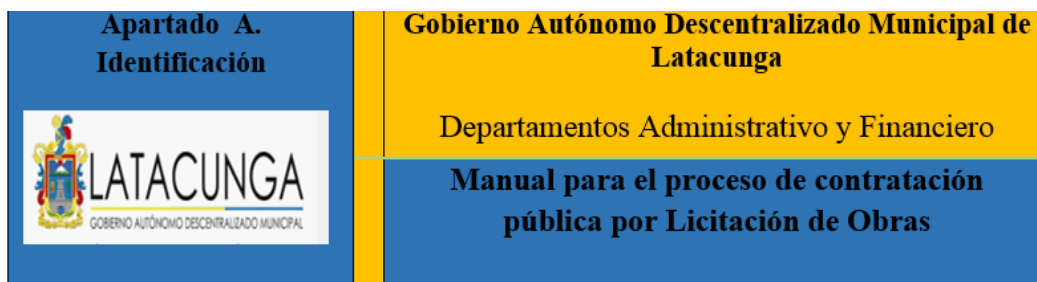 Apartado A.
Identificación
LATACUNGA
GOBIERNO AUTÓNOMO DESCENTRALIZADO MUNICIPAL
Gobierno Autónomo Descentralizado Municipal de
Latacunga
Departamentos Administrativo y Financiero
Manual para el proceso de contratación
pública por Licitación de Obras